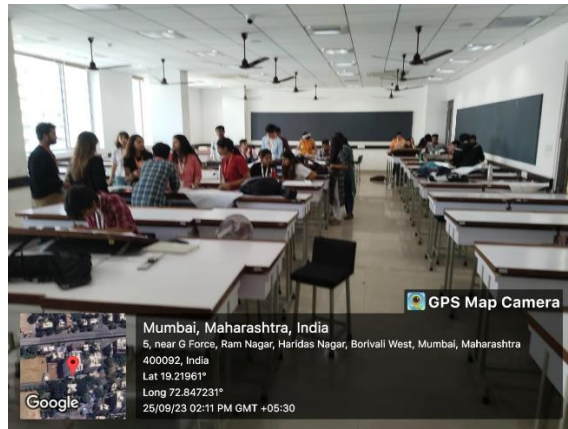 GPS Map Camera
Mumbai, Maharashtra, India
5, near G Force, Ram Nagar, Haridas Nagar, Borivali West, Mumbai, Maharashtra
400092, India
Lat 19.21961°
Long 72.847231°
25/09/23 02:11 PM GMT +05:30
Google